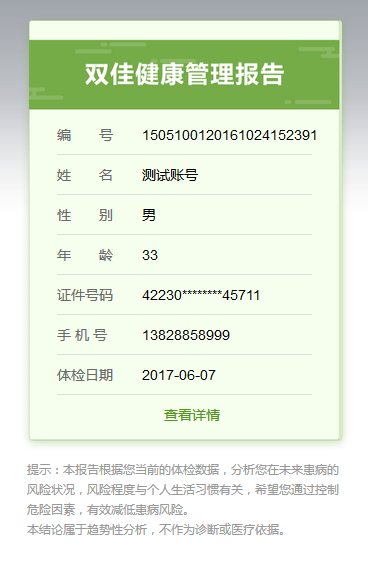 双佳健康管理报告
编 号 1505100120161024152391
姓 名 测试账号
性 别 男
年 龄 33
证件号码 42230********45711
手 机 号 13828858999
体检日期 2017-06-07
查看详情
提示：本报告根据您当前的体检数据，分析您在未来患病的
风险状况，风险程度与个人生活习惯有关，希望您通过控制
危险因素，有效减低患病风险。
本结论属于趋势性分析，不作为诊断或医疗依据。